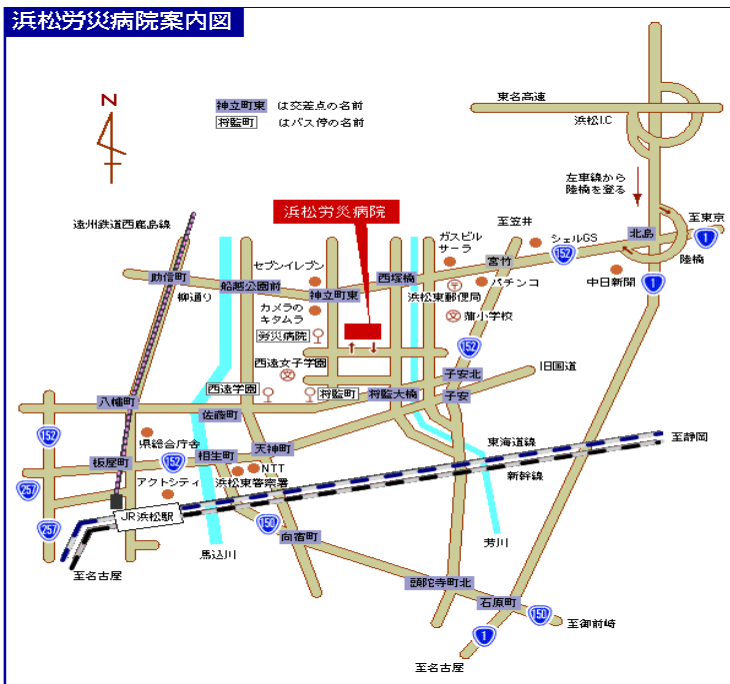 浜松労災病院案内図
N
神立町東 は交差点の名前
将監町 はバス停の名前
東名高速
浜松I.C
左車線から
陸橋を登る
浜松労災病院
遠州鉄道西鹿島線
至笠井
至東京
ガスビル
サーラ
シェルGS
北島
1
152
宮竹
陸橋
助信町
柳通り
船越公園前
セブンイレブン
神立町東
西塚橋
浜松東郵便局
パチンコ
中日新聞
1
カメラの
キタムラ
蒲小学校
労災病院
152
西遠女子学園
子安北
旧国道
西遠学園
将監町
将監大橋
子安
八幡町
佐藤町
152
県総合庁舎
天神町
東海道線
至静岡
板屋町
152
相生町
NTT
新幹線
257
アクトシティ
浜松東警察署
JR浜松駅
257
150
向宿町
馬込川
芳川
至名古屋
頭陀寺町北
石原町
150
至御前崎
1
至名古屋